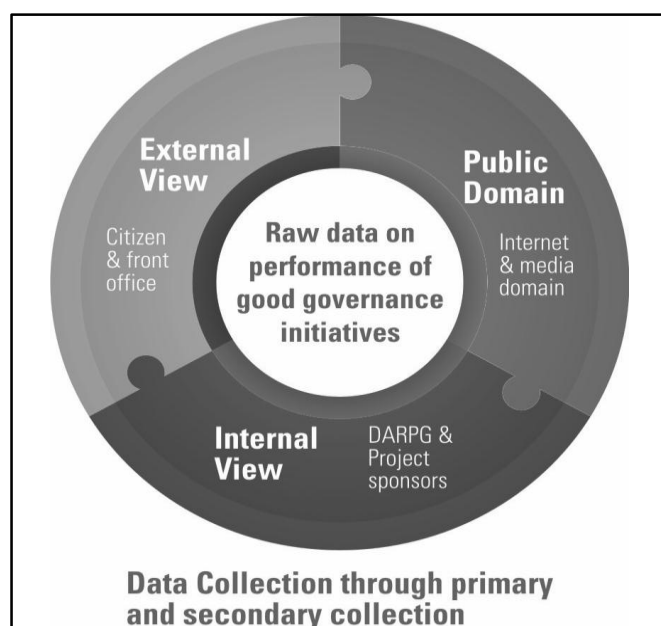 External
View
Citizen
& front
office
Public
Domain
Internet
& media
domain
Raw data on
performance of
good governance
initiatives
Internal
View
DARPG &
Project
sponsors
Data Collection through primary
and secondary collection